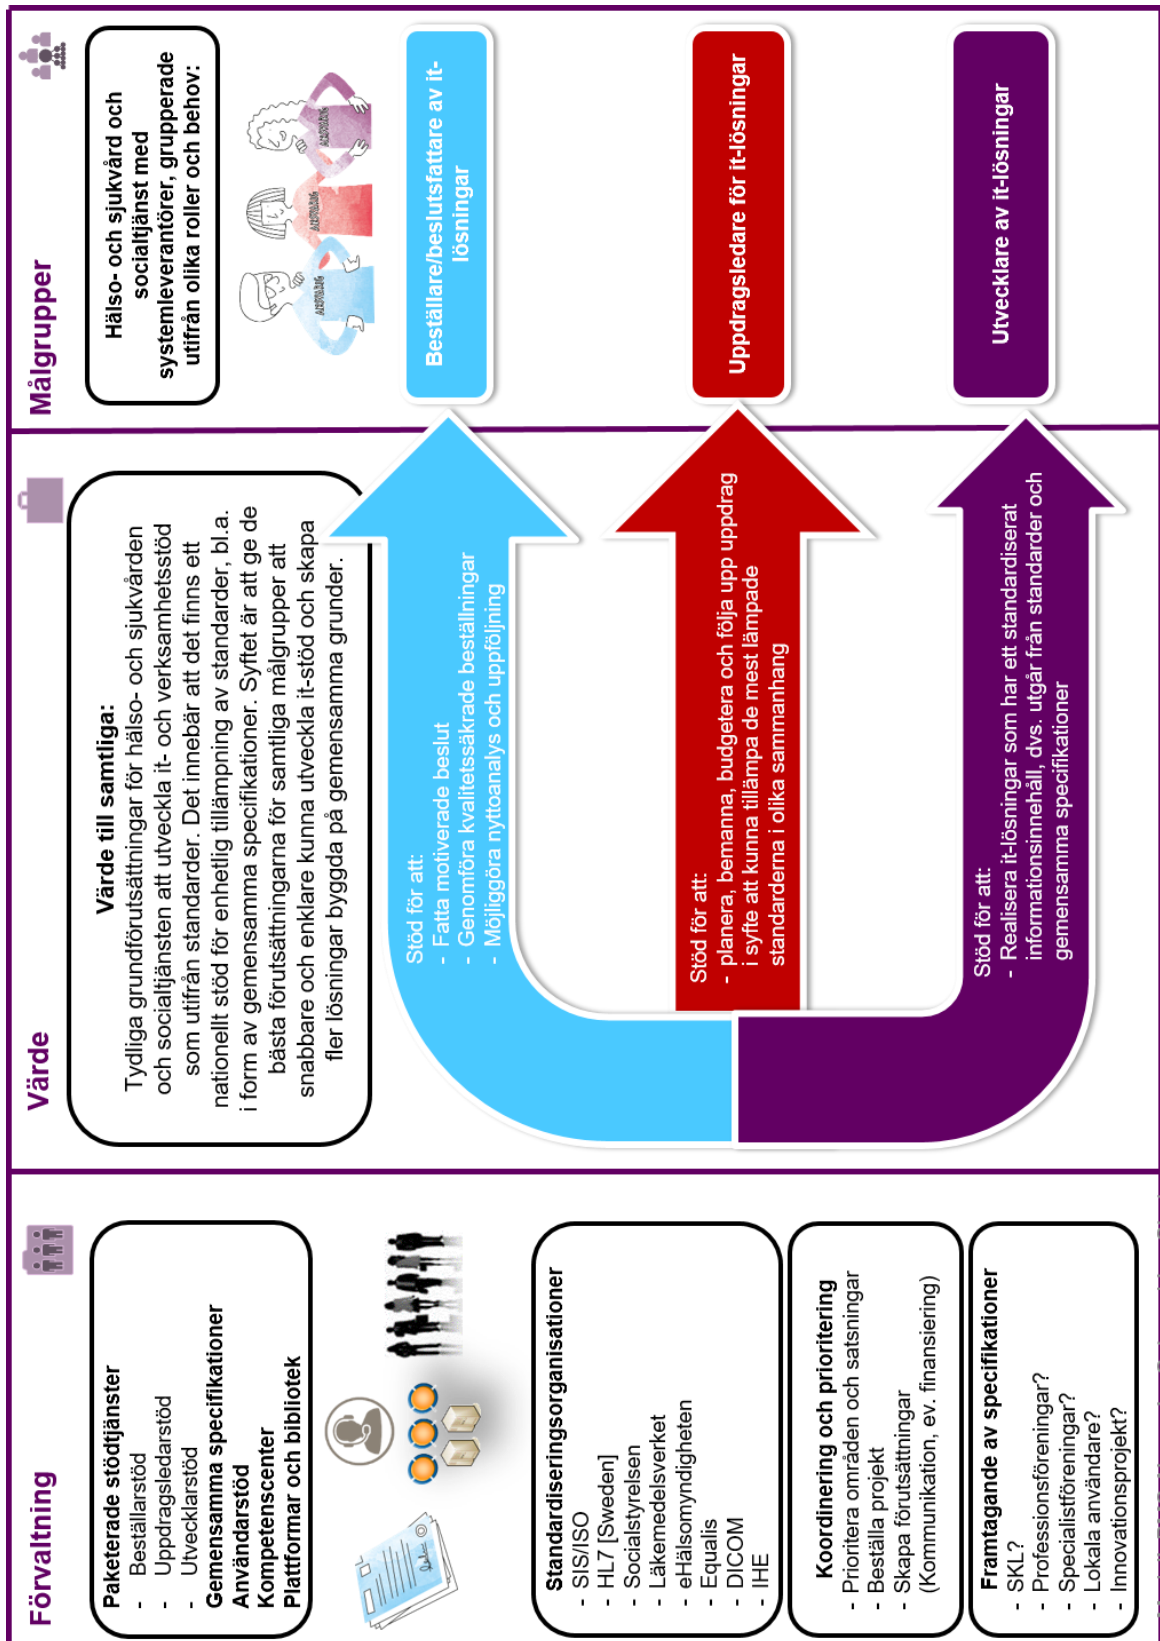 Förvaltning
Paketerade stödtjänster
- Beställarstöd
- Uppdragsledarstöd
- Utvecklarstöd
Gemensamma specifikationer
Användarstöd
Kompetenscenter
Plattformar och bibliotek
Standardiseringsorganisationer
- SIS/ISO
- HL7 [Sweden]
- Socialstyrelsen
- Läkemedelsverket
- eHälsomyndigheten
- Equalis
- DICOM
- IHE
Koordinering och prioritering
- Prioritera områden och satsningar
- Beställa projekt
- Skapa förutsättningar
(Kommunikation, ev. finansiering)
Framtagande av specifikationer
- SKL?
- Professionsföreningar?
- Specialistföreningar?
- Lokala användare?
- Innovationsprojekt?
Värde
Värde till samtliga:
Tydliga grundförutsättningar för hälso- och sjukvården
och socialtjänsten att utveckla it- och verksamhetsstöd
som utifrån standarder. Det innebär att det finns ett
nationellt stöd för enhetlig tillämpning av standarder, bl.a.
i form av gemensamma specifikationer. Syftet är att ge de
bästa förutsättningarna för samtliga målgrupper att
snabbare och enklare kunna utveckla it-stöd och skapa
fler lösningar byggda på gemensamma grunder.
Stöd för att:
- Fatta motiverade beslut
- Genomföra kvalitetssäkrade beställningar
- Möjliggöra nyttoanalys och uppföljning
Stöd för att:
- planera, bemanna, budgetera och följa upp uppdrag
i syfte att kunna tillämpa de mest lämpade
standarderna i olika sammanhang
Stöd för att:
- Realisera it-lösningar som har ett standardiserat
informationsinnehåll, dvs. utgår från standarder och
gemensamma specifikationer
Målgrupper
Hälso- och sjukvård och
socialtjänst med
systemleverantörer, grupperade
utifrån olika roller och behov:
ANSVARIG
ANSVARIG
ANSVARIG
Beställare/beslutsfattare av it-
lösningar
Uppdragsledare för it-lösningar
Utvecklare av it-lösningar